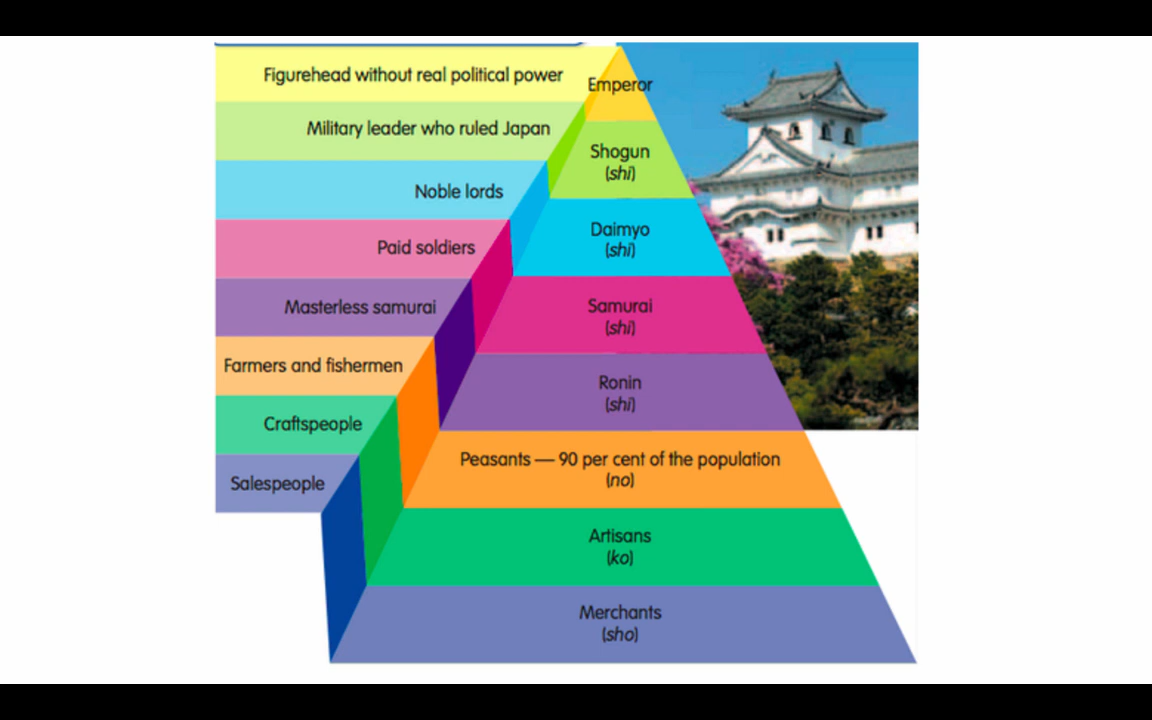 Figurehead without real political power
Emperor
Military leader who ruled Japan
Shogun
(shi)
Noble lords
Daimyo
(shi)
Paid soldiers
Samurai
(shi)
Masterless samurai
Ronin
(shi)
Farmers and fishermen
Peasants — 90 per cent of the population
(no)
Craftspeople
Artisans
(ko)
Salespeople
Merchants
(sho)